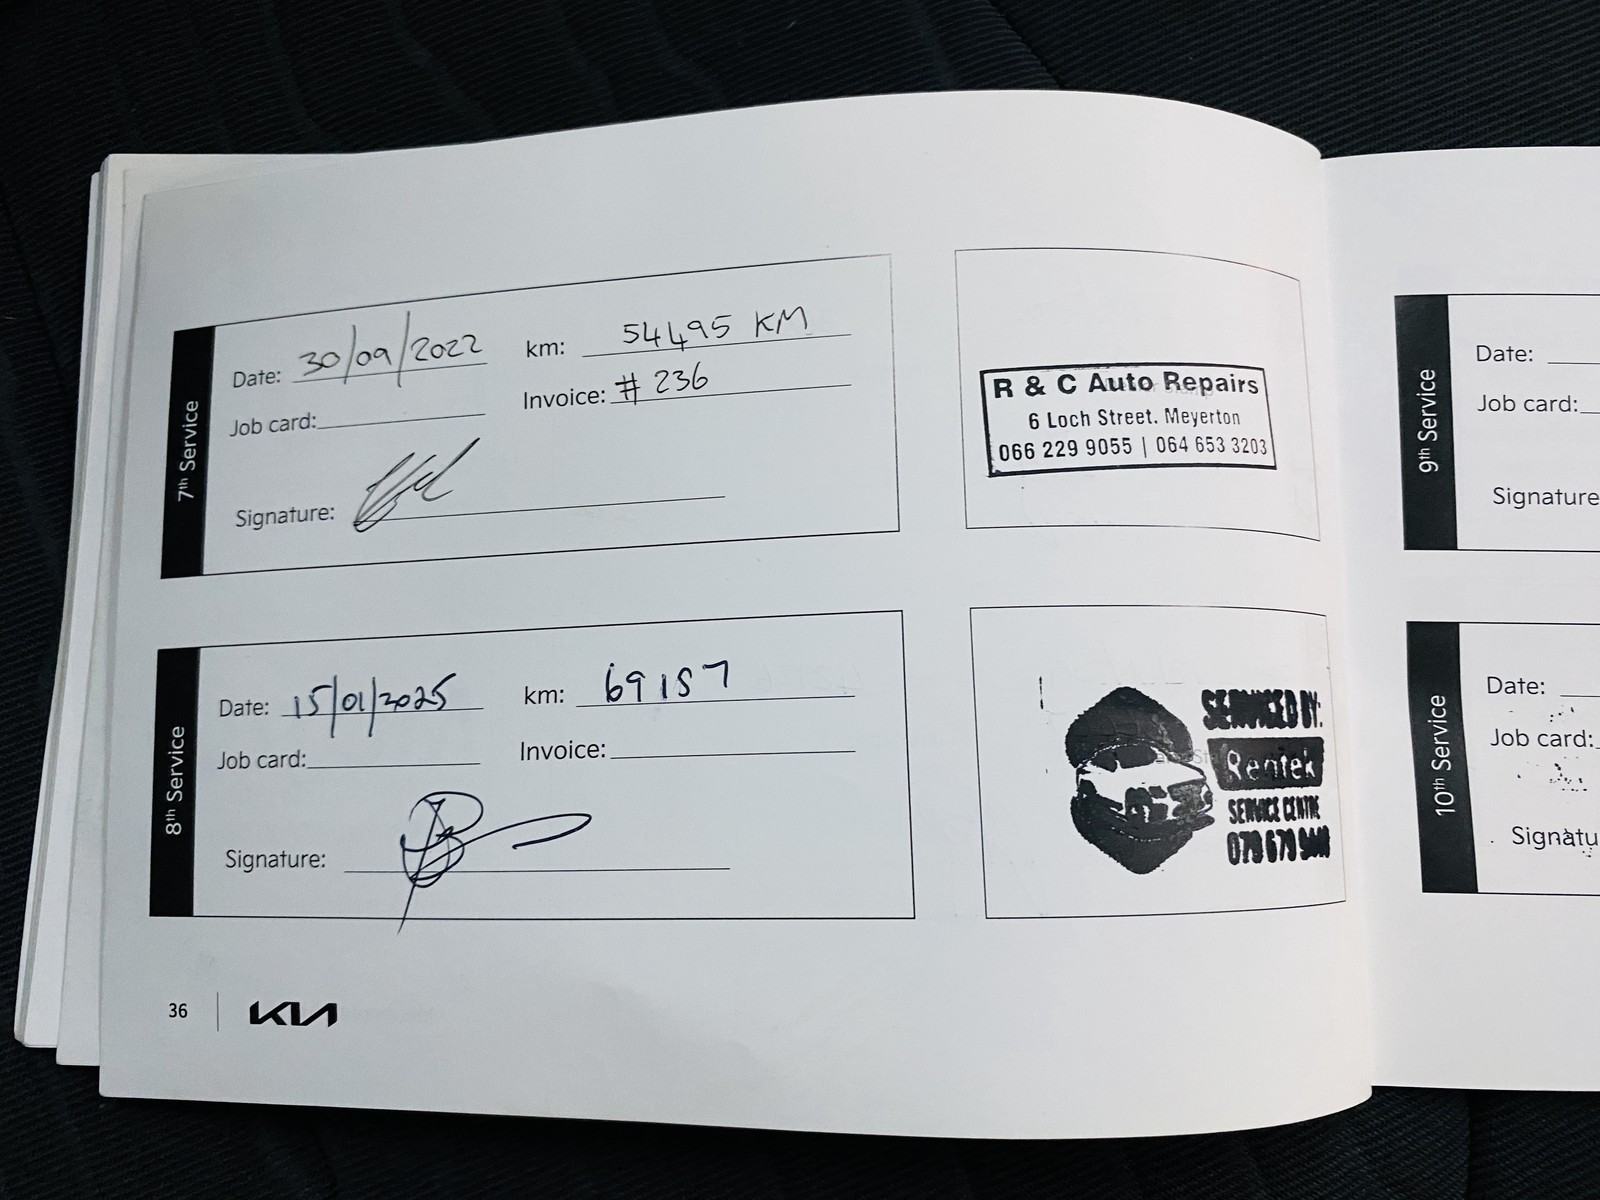 7th Service
Date: 30/09/2022 km: 54495 KM
Job card: Invoice: # 236
Signature:
R & C Auto Repairs
6 Loch Street. Meyerton
066 229 9055 | 064 653 3203
8th Service
Date: 15/01/2025 km: 69157
Job card: Invoice:
Signature:
SERVICED BY:
Rentek
SERVICE CENTRE
079 679
36 KIA
9th Service
Date:
Job card:
Signature
10th Service
Date:
Job card:
Signatu